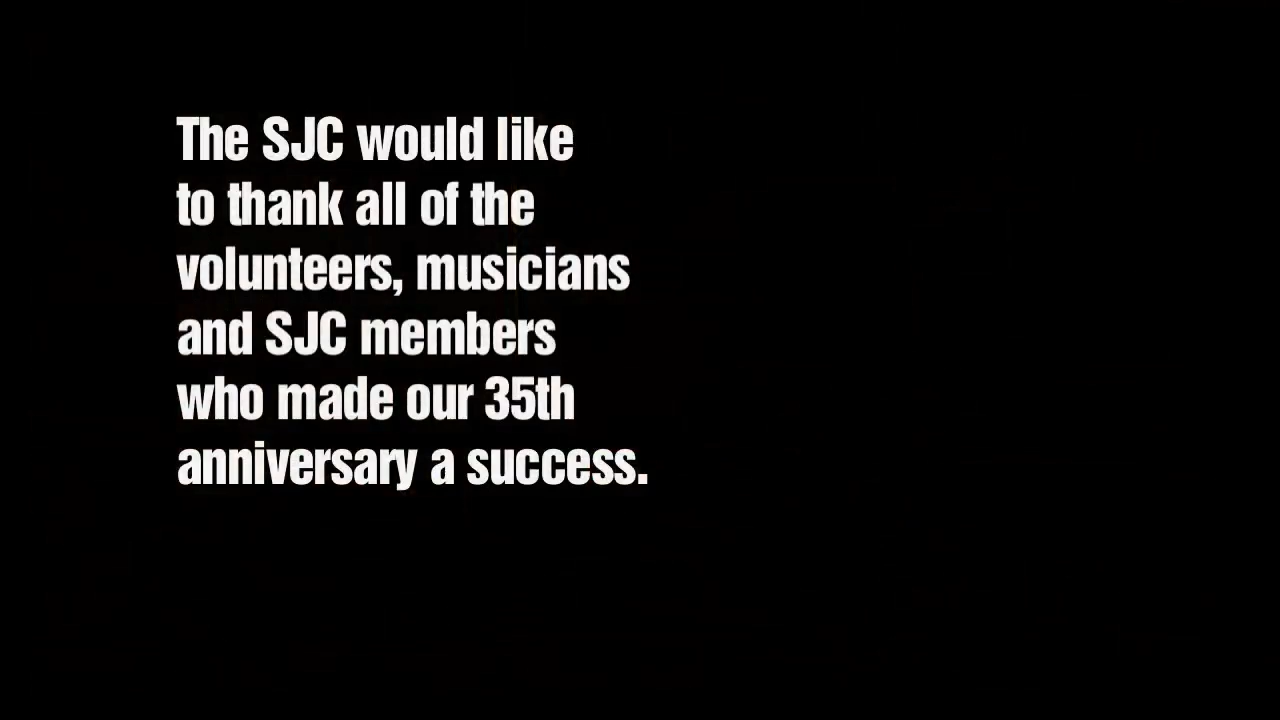 The SJC would like
to thank all of the
volunteers, musicians
and SJC members
who made our 35th
anniversary a success.